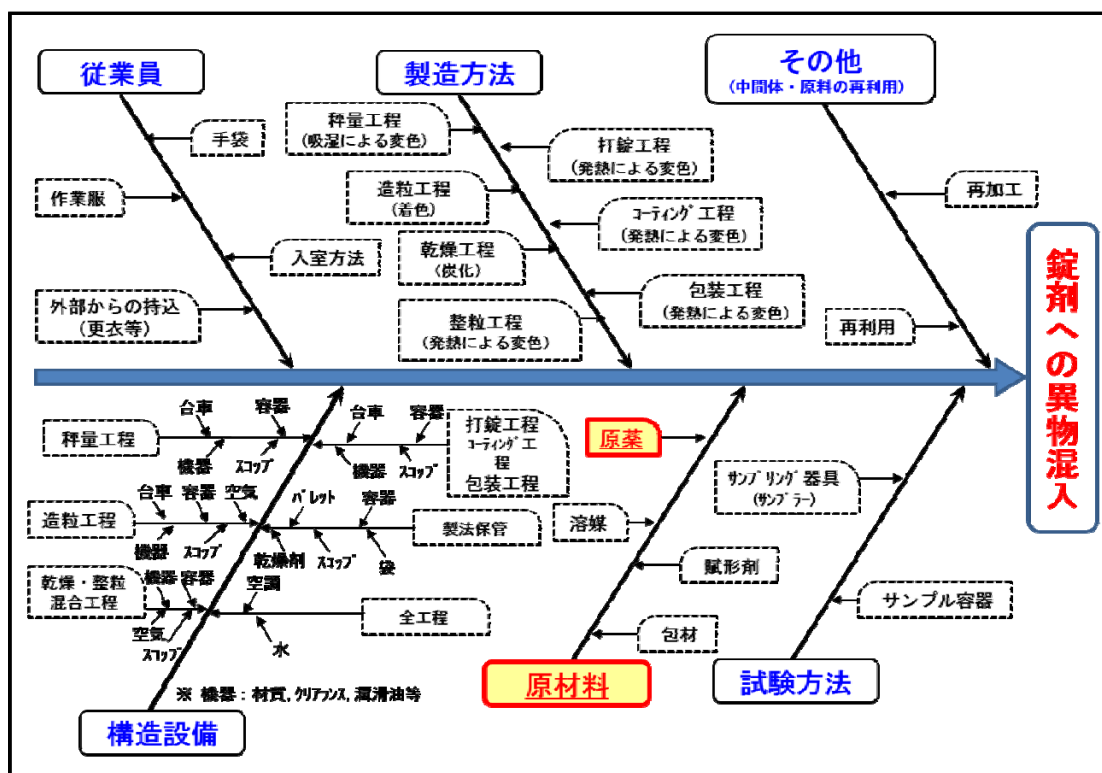 従業員
製造方法
その他
(中間体・原料の再利用)
手袋
作業服
入室方法
外部からの持込
(更衣等)
秤量工程
(吸湿による変色)
打錠工程
(発熱による変色)
造粒工程
(着色)
コーティング工程
(発熱による変色)
乾燥工程
(炭化)
包装工程
(発熱による変色)
整粒工程
(発熱による変色)
再加工
再利用
錠剤への異物混入
秤量工程
台車
容器
機器
スコップ
台車
容器
機器
スコップ
打錠工程
コーティング工
程
包装工程
造粒工程
台車
容器
空気
機器
スコップ
パレット
容器
乾燥剤
スコップ
袋
製法保管
乾燥・整粒
混合工程
機器
容器
空気
スコップ
空調
水
全工程
※ 機器：材質, クリアランス, 潤滑油等
構造設備
原薬
溶媒
賦形剤
包材
原材料
サンプリング器具
(サンプラー)
サンプル容器
試験方法